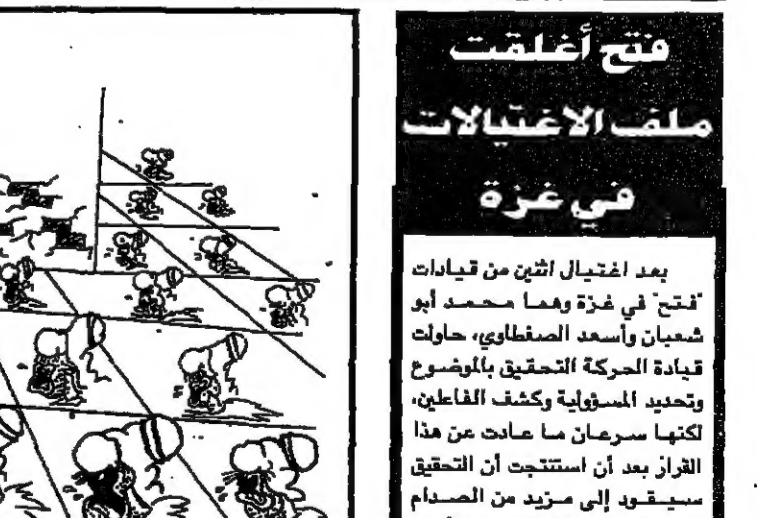 فتح أغلقت
ملف الاغتيالات
في غزة
بعد اغتيال اثنين من قيادات
"فتح" في غزة وهما محمد أبو
شعبان وأسعد الصفطاوي، حاولت
قيادة الحركة التحقيق بالموضوع
وتحديد المسؤولية وكشف الفاعلين،
لكنها سرعان ما عادت عن هذا
القرار بعد أن استنتجت أن التحقيق
سيقود إلى مزيد من الصدام